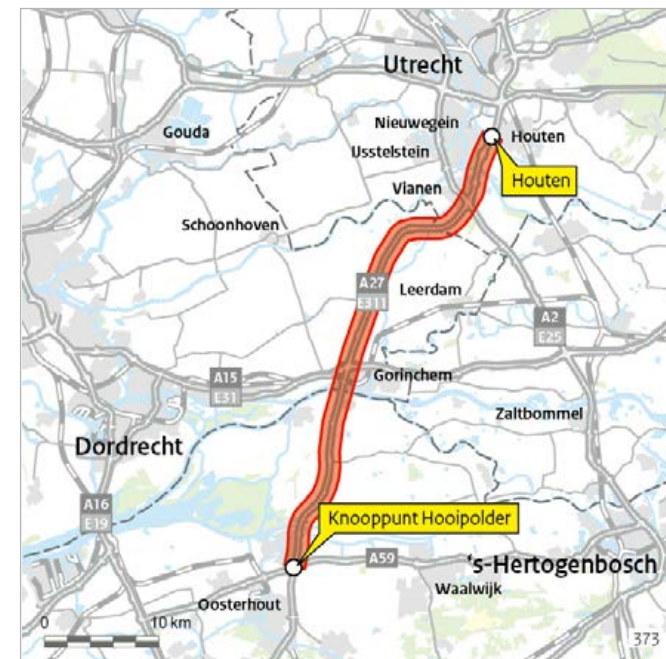 Utrecht
Nieuwegein
Houten
Gouda
IJsstelstein
Houten
Vianen
Schoonhoven
A27
E311
Leerdam
A2
E25
A15
E31
Gorinchem
Zaltbommel
Dordrecht
A16
E19
Knooppunt Hooipolder
A59
's-Hertogenbosch
Waalwijk
Oosterhout
0
10 km
373